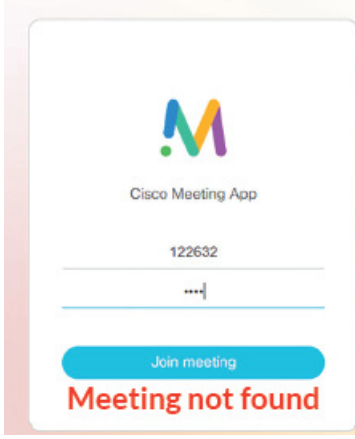 Cisco Meeting App
122632
••••
Join meeting
Meeting not found